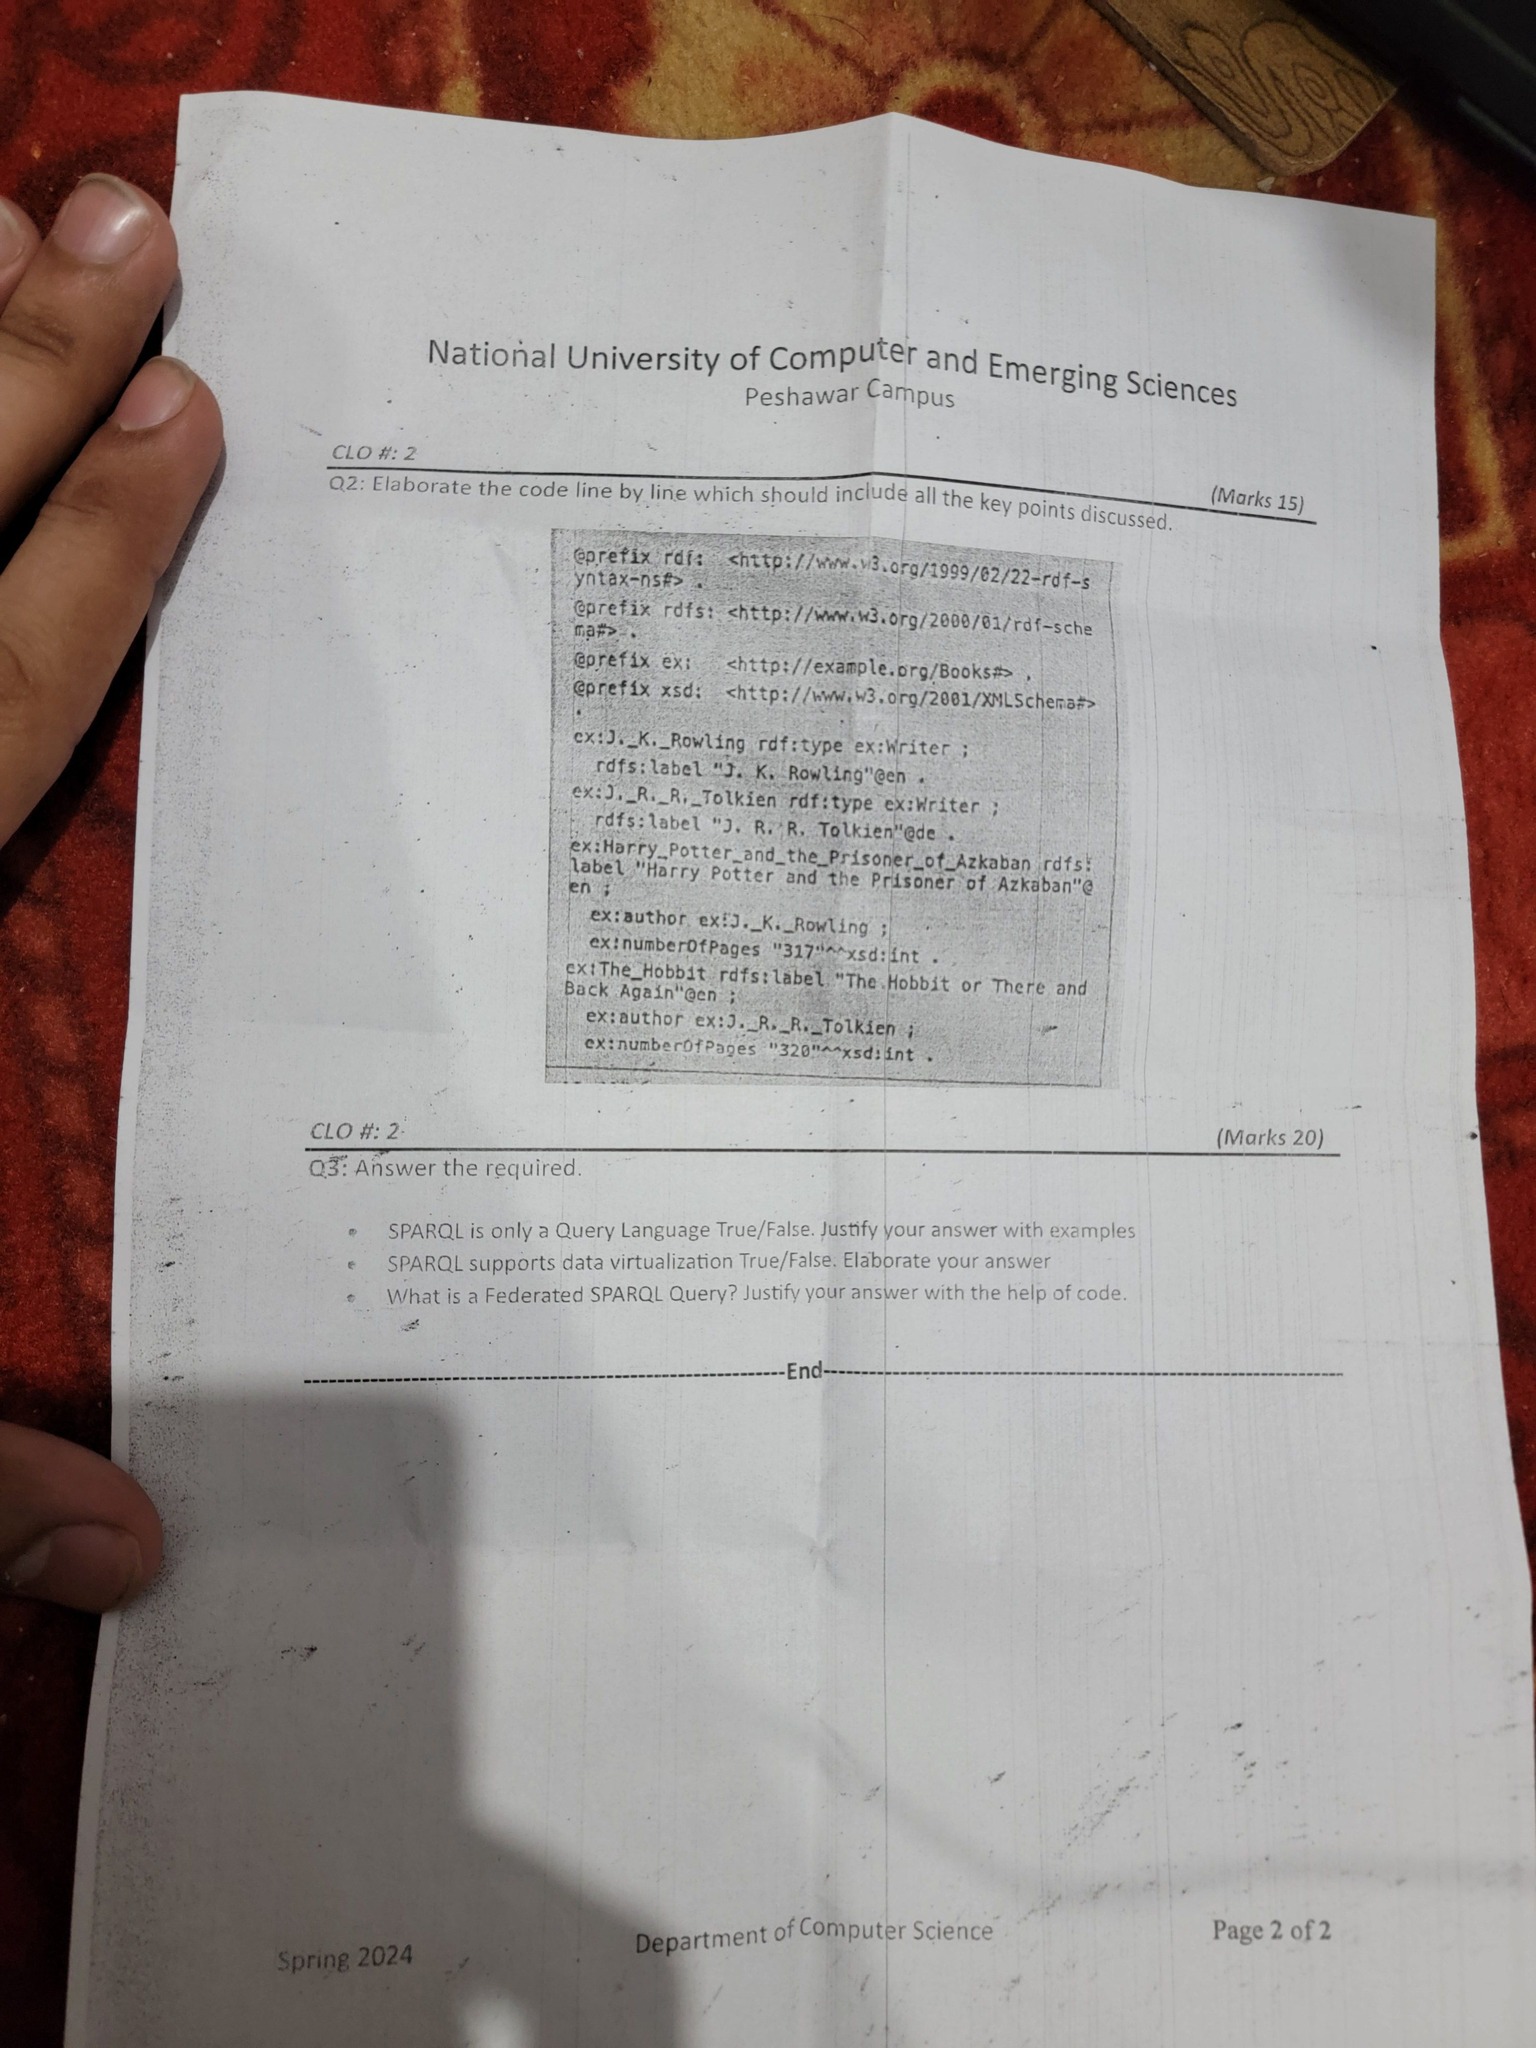 National University of Computer and Emerging Sciences
Peshawar Campus
CLO #: 2
(Marks 15)
Q2: Elaborate the code line by line which should include all the key points discussed.
@prefix rdf: <http://www.w3.org/1999/02/22-rdf-s
yntax-ns#> .
@prefix rdfs: <http://www.w3.org/2000/01/rdf-sche
ma#> .
@prefix ex: <http://example.org/Books#> .
@prefix xsd: <http://www.w3.org/2001/XMLSchema#>
.
ex:J._K._Rowling rdf:type ex:Writer ;
rdfs:label "J. K. Rowling"@en .
ex:J._R._R._Tolkien rdf:type ex:Writer ;
rdfs:label "J. R. R. Tolkien"@de .
ex:Harry_Potter_and_the_Prisoner_of_Azkaban rdfs:
label "Harry Potter and the Prisoner of Azkaban"@
en ;
ex:author ex:J._K._Rowling ;
ex:numberOfPages "317"^^xsd:int .
ex:The_Hobbit rdfs:label "The Hobbit or There and
Back Again"@en ;
ex:author ex:J._R._R._Tolkien ;
ex:numberOfPages "320"^^xsd:int .
CLO #: 2
(Marks 20)
Q3: Answer the required.
• SPARQL is only a Query Language True/False. Justify your answer with examples
• SPARQL supports data virtualization True/False. Elaborate your answer
• What is a Federated SPARQL Query? Justify your answer with the help of code.
-----End-----
Spring 2024
Department of Computer Science
Page 2 of 2